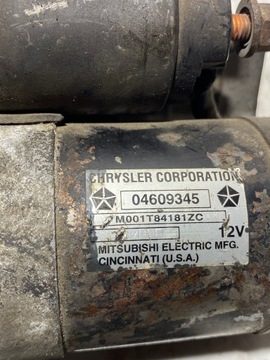 CHRYSLER CORPORATION
04609345
M001T84181ZC
12V
MITSUBISHI ELECTRIC MFG.
CINCINNATI (U.S.A.)